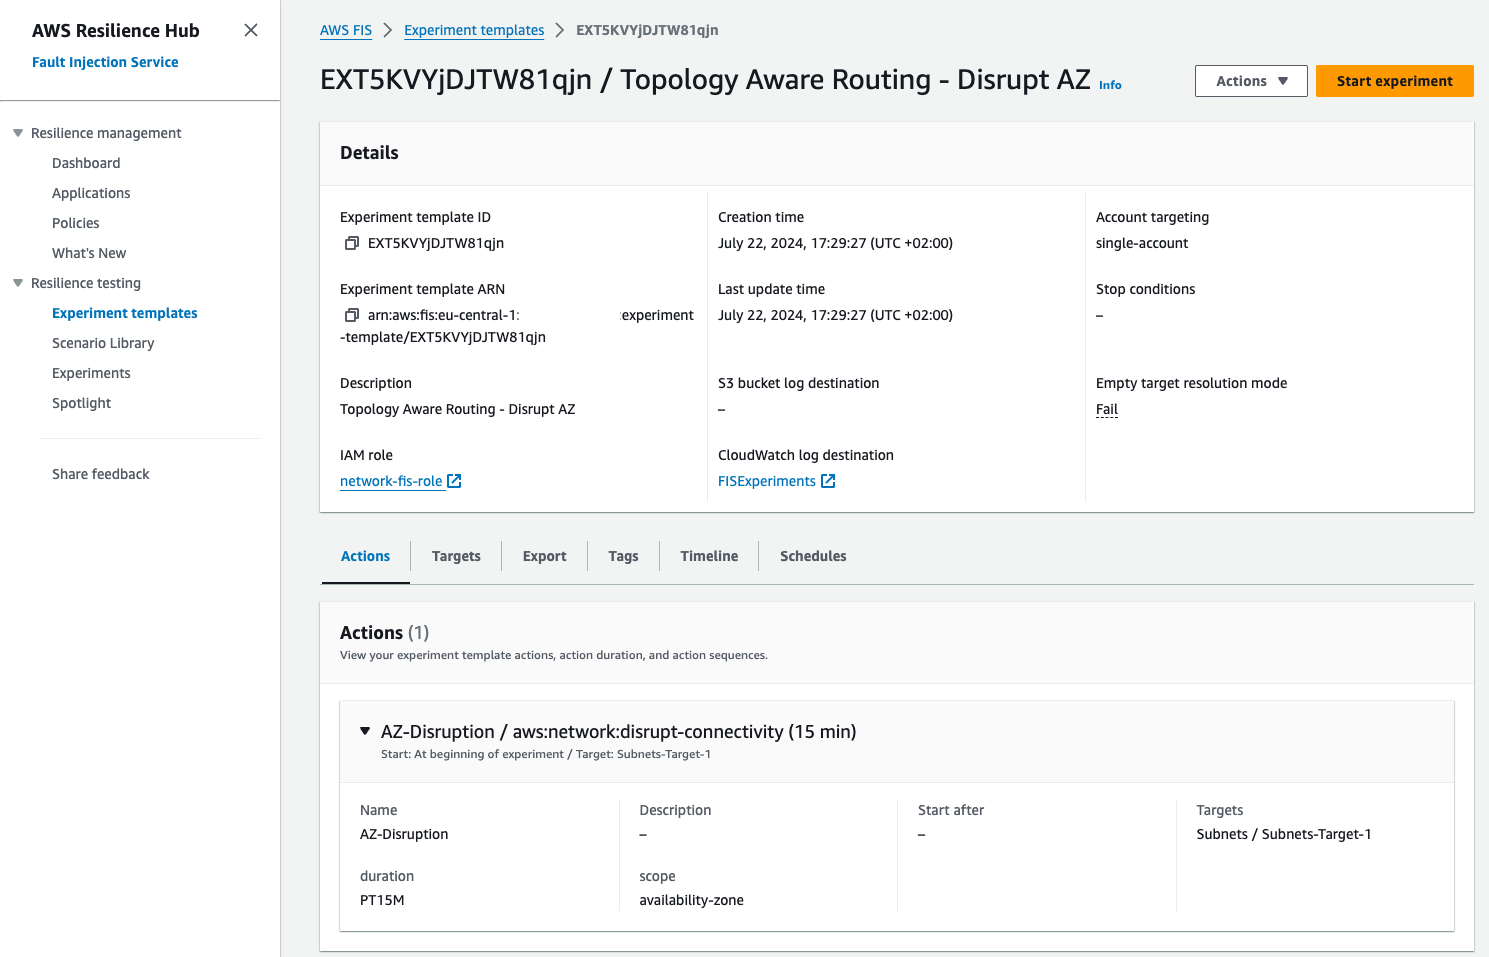 AWS Resilience Hub
Fault Injection Service
Resilience management
Dashboard
Applications
Policies
What's New
Resilience testing
Experiment templates
Scenario Library
Experiments
Spotlight
Share feedback
AWS FIS > Experiment templates > EXT5KVYjDJTW81qjn
EXT5KVYjDJTW81qjn / Topology Aware Routing - Disrupt AZ Info
Actions
Start experiment
Details
Experiment template ID
EXT5KVYjDJTW81qjn
Experiment template ARN
arn:aws:fis:eu-central-1: :experiment
-template/EXT5KVYjDJTW81qjn
Description
Topology Aware Routing - Disrupt AZ
IAM role
network-fis-role
Creation time
July 22, 2024, 17:29:27 (UTC +02:00)
Last update time
July 22, 2024, 17:29:27 (UTC +02:00)
S3 bucket log destination
–
CloudWatch log destination
FISExperiments
Account targeting
single-account
Stop conditions
–
Empty target resolution mode
Fail
Actions
Targets
Export
Tags
Timeline
Schedules
Actions (1)
View your experiment template actions, action duration, and action sequences.
AZ-Disruption / aws:network:disrupt-connectivity (15 min)
Start: At beginning of experiment / Target: Subnets-Target-1
Name
AZ-Disruption
Description
–
Start after
–
Targets
Subnets / Subnets-Target-1
duration
PT15M
scope
availability-zone